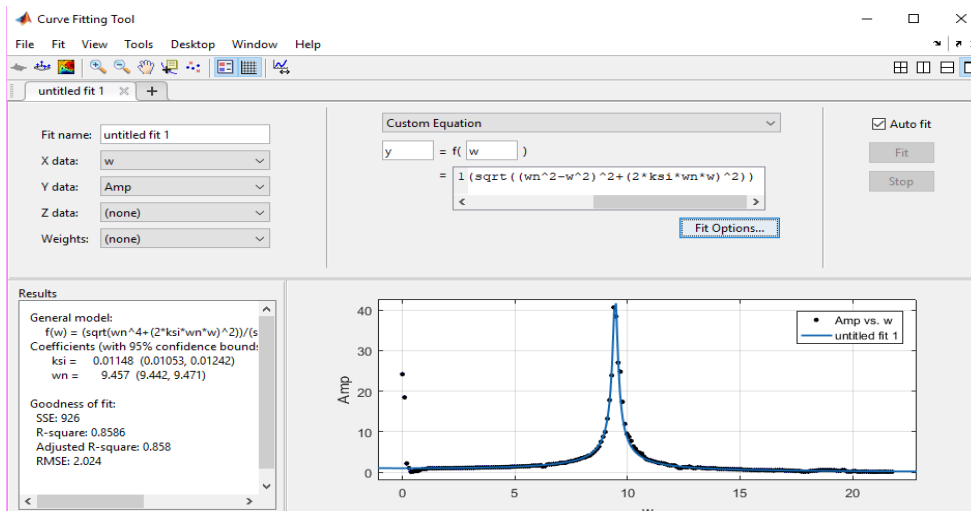 Curve Fitting Tool
File Fit View Tools Desktop Window Help
untitled fit 1
Fit name: untitled fit 1
X data: w
Y data: Amp
Z data: (none)
Weights: (none)
Custom Equation
y = f( w )
= 1 (sqrt((wn^2-w^2)^2+(2*ksi*wn*w)^2))
Fit Options...
Auto fit
Fit
Stop
Results
General model:
f(w) = (sqrt(wn^4+(2*ksi*wn*w)^2))/(s
Coefficients (with 95% confidence bounds
ksi = 0.01148 (0.01053, 0.01242)
wn = 9.457 (9.442, 9.471)
Goodness of fit:
SSE: 926
R-square: 0.8586
Adjusted R-square: 0.858
RMSE: 2.024
Amp
40
30
20
10
0
0 5 10 15 20
Amp vs. w
untitled fit 1